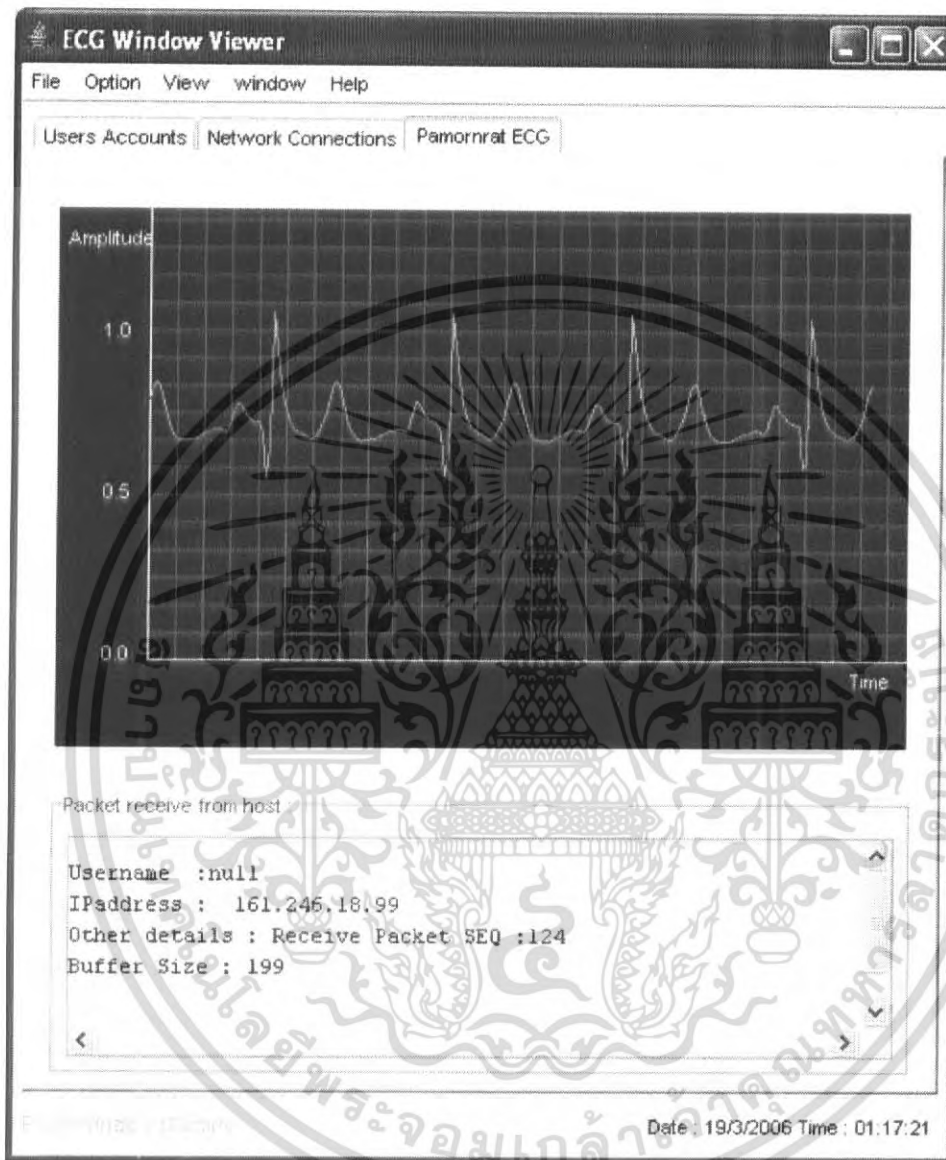 ECG Window Viewer
File Option View window Help
Users Accounts Network Connections Pamornrat ECG
Amplitude
1.0
0.5
0.0
Time
Packet receive from host :
Username :null
IPaddress : 161.246.18.99
Other details : Receive Packet SEQ :124
Buffer Size : 199
Date : 19/3/2006 Time : 01:17:21